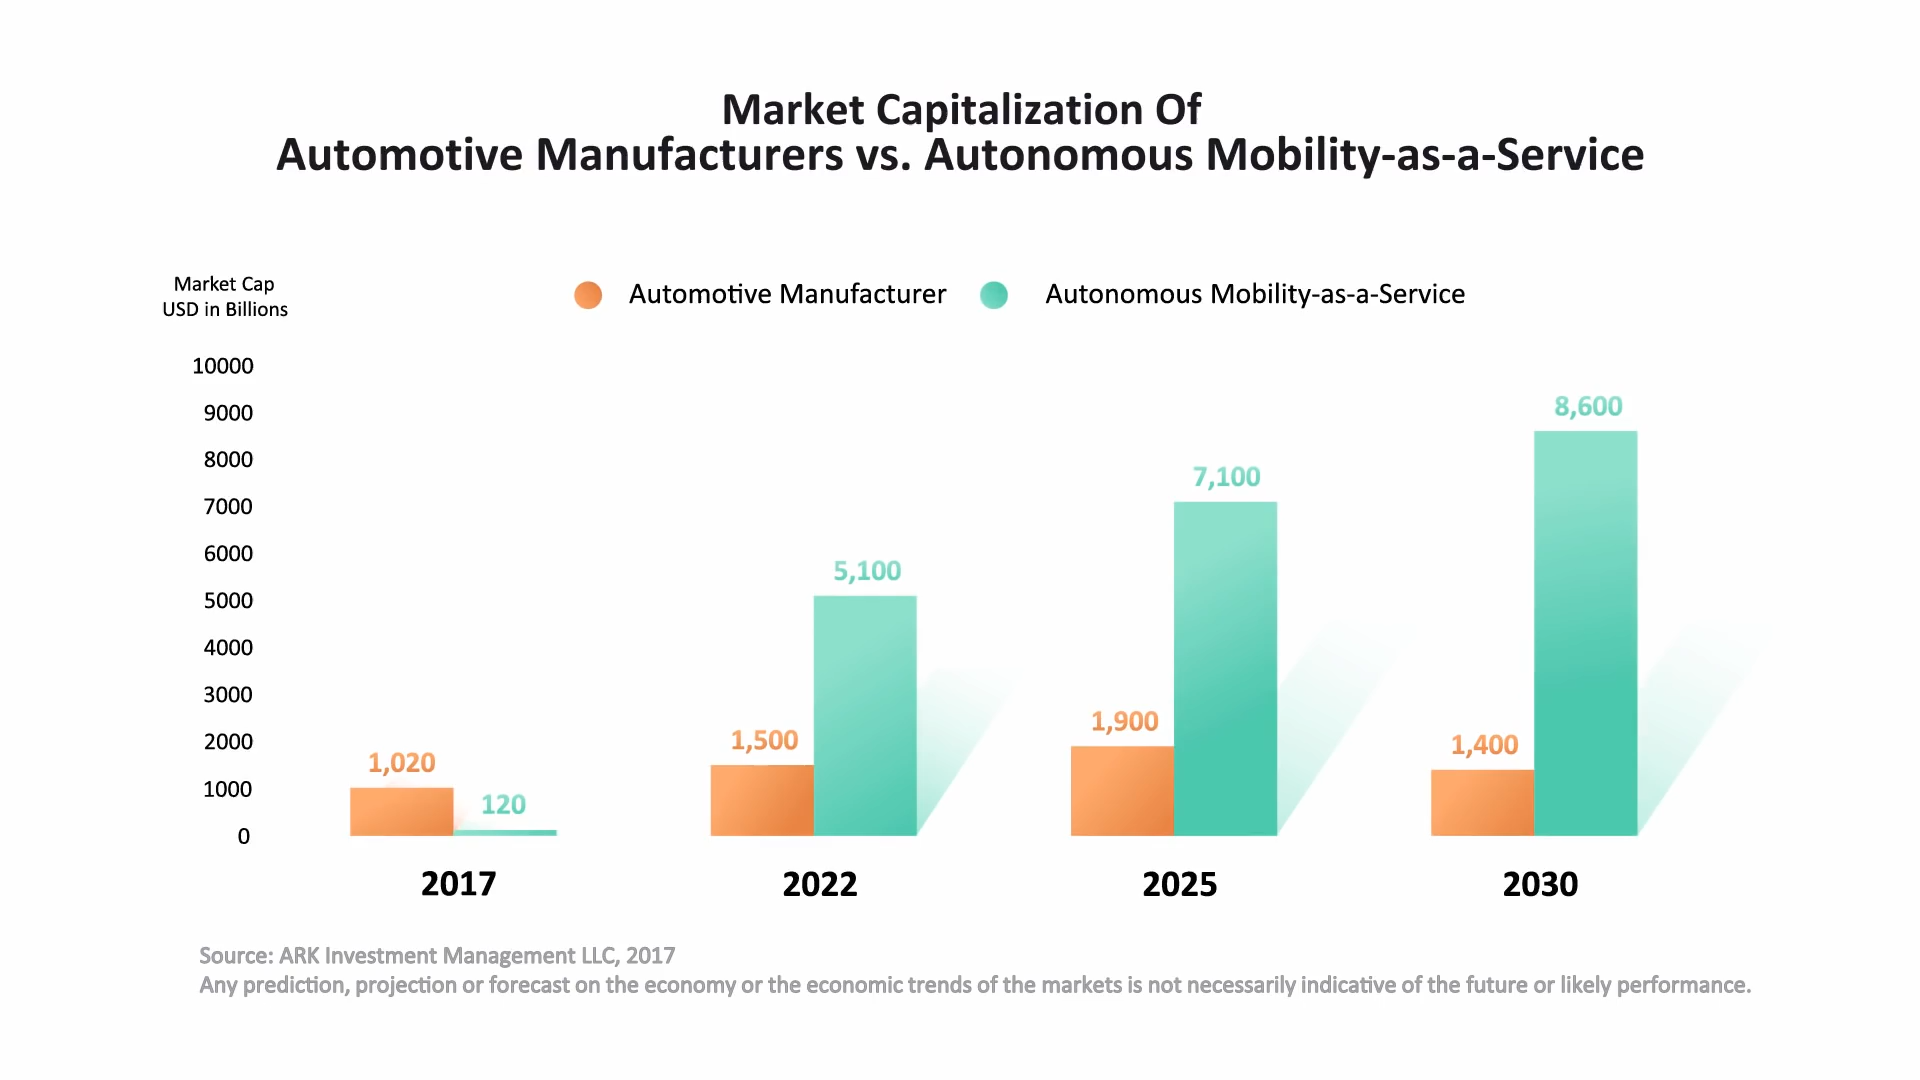 Market Capitalization Of
Automotive Manufacturers vs. Autonomous Mobility-as-a-Service
Market Cap
USD in Billions
Automotive Manufacturer
Autonomous Mobility-as-a-Service
10000
9000
8000
7000
6000
5000
4000
3000
2000
1000
0
1,020
120
1,500
5,100
1,900
7,100
1,400
8,600
2017
2022
2025
2030
Source: ARK Investment Management LLC, 2017
Any prediction, projection or forecast on the economy or the economic trends of the markets is not necessarily indicative of the future or likely performance.